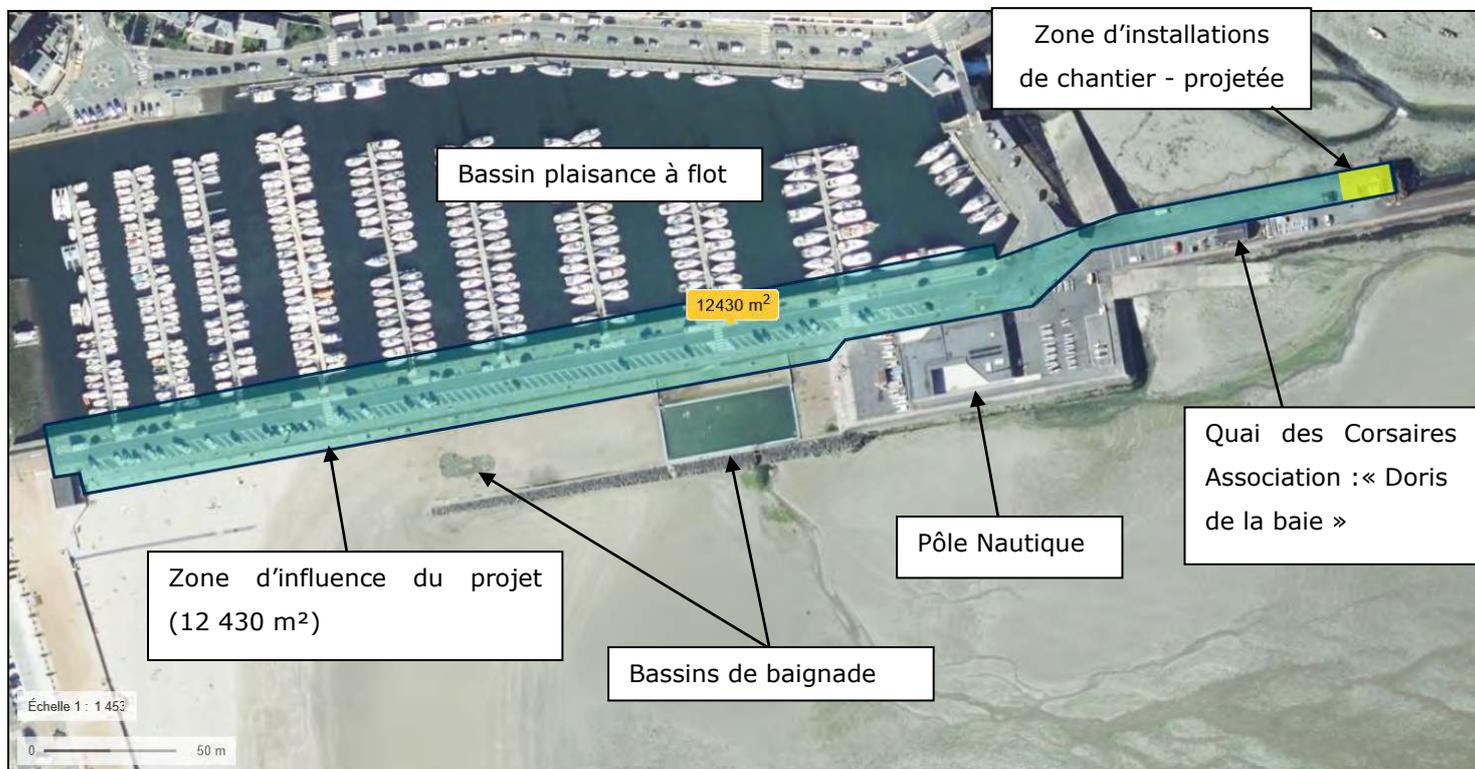 Zone d’installations
de chantier - projetée
Bassin plaisance à flot
12430 m²
Quai des Corsaires
Association :« Doris
de la baie »
Pôle Nautique
Zone d’influence du projet
(12 430 m²)
Bassins de baignade
Échelle 1 : 1 453
0 50 m